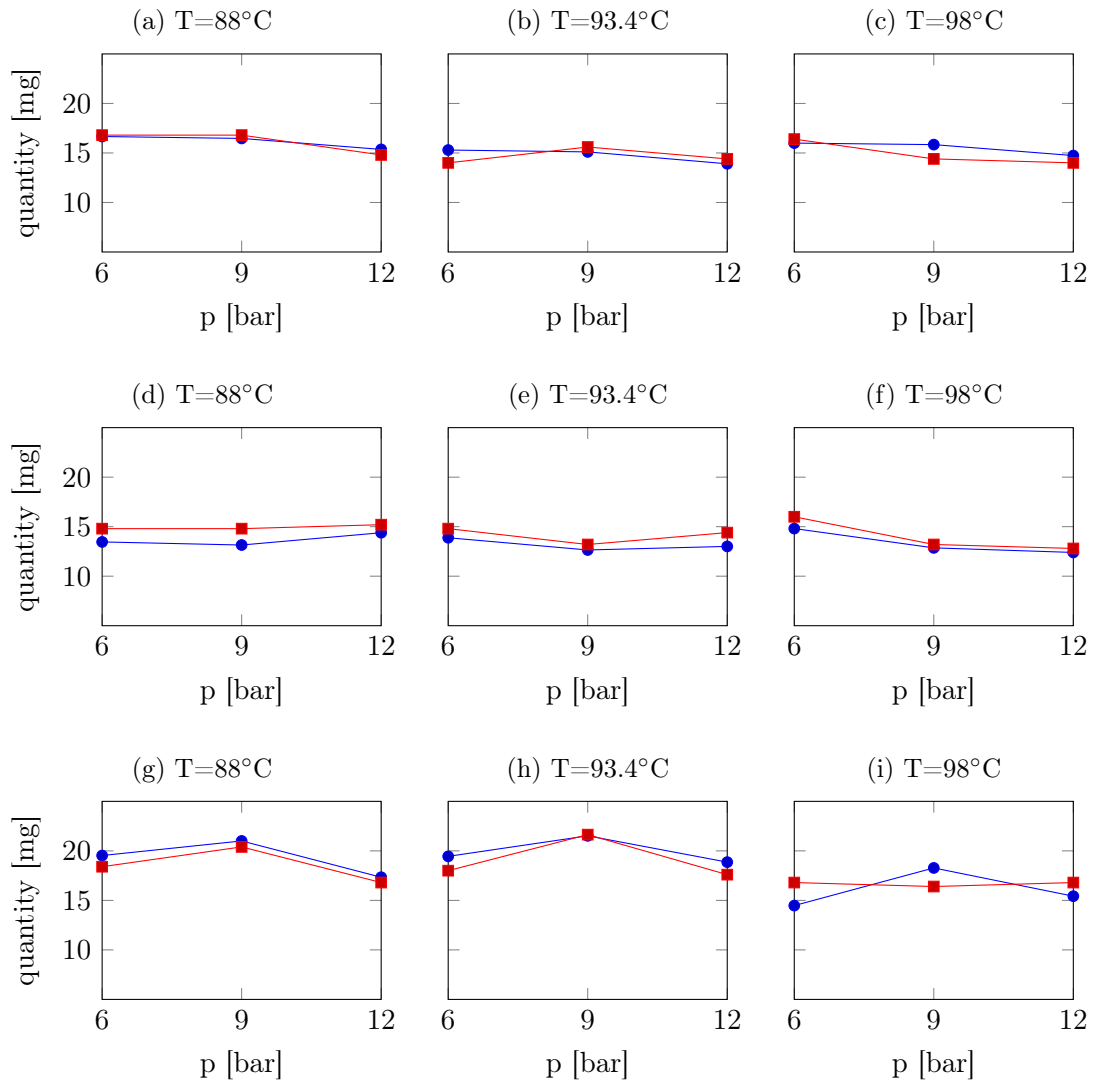 (a) T=88°C (b) T=93.4°C (c) T=98°C
quantity [mg]
20
15
10
6 9 12 6 9 12 6 9 12
p [bar] p [bar] p [bar]
(d) T=88°C (e) T=93.4°C (f) T=98°C
quantity [mg]
20
15
10
6 9 12 6 9 12 6 9 12
p [bar] p [bar] p [bar]
(g) T=88°C (h) T=93.4°C (i) T=98°C
quantity [mg]
20
15
10
6 9 12 6 9 12 6 9 12
p [bar] p [bar] p [bar]